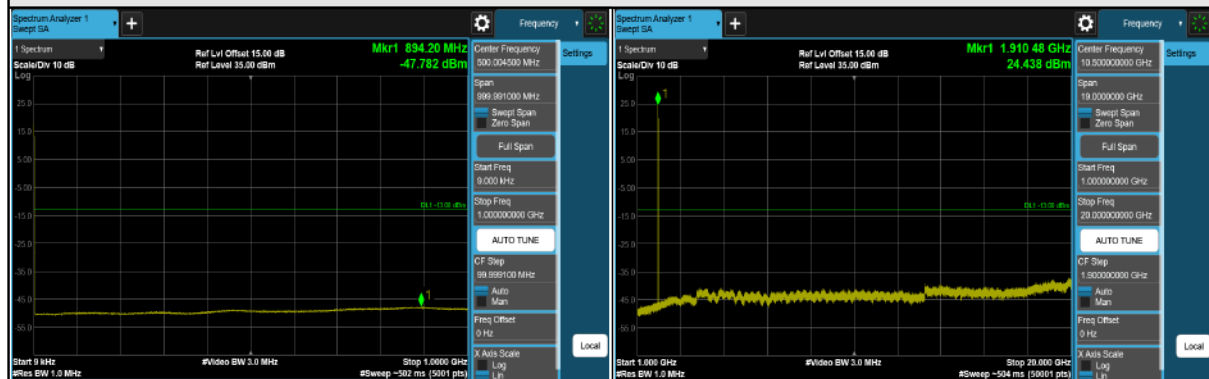 Spectrum Analyzer 1
Swept SA
+
Frequency
1 Spectrum
Scale/Div 10 dB
Log
Ref Lvl Offset 15.00 dB
Ref Level 35.00 dBm
Mkr1 894.20 MHz
-47.782 dBm
25.0
15.0
5.00
-5.00
-15.0
-25.0
-35.0
-45.0
-55.0
DL1 -13.00 dBm
1
Start 9 kHz
#Res BW 1.0 MHz
#Video BW 3.0 MHz
Stop 1.0000 GHz
#Sweep ~502 ms (5001 pts)
Center Frequency
500.004500 MHz
Settings
Span
999.991000 MHz
Swept Span
Zero Span
Full Span
Start Freq
9.000 kHz
Stop Freq
1.000000000 GHz
AUTO TUNE
CF Step
99.999100 MHz
Auto
Man
Freq Offset
0 Hz
X Axis Scale
Log
Lin
Local
Spectrum Analyzer 1
Swept SA
+
Frequency
1 Spectrum
Scale/Div 10 dB
Log
Ref Lvl Offset 15.00 dB
Ref Level 35.00 dBm
Mkr1 1.910 48 GHz
24.438 dBm
25.0
15.0
5.00
-5.00
-15.0
-25.0
-35.0
-45.0
-55.0
DL1 -13.00 dBm
1
Start 1.000 GHz
#Res BW 1.0 MHz
#Video BW 3.0 MHz
Stop 20.000 GHz
#Sweep ~504 ms (50001 pts)
Center Frequency
10.500000000 GHz
Settings
Span
19.0000000 GHz
Swept Span
Zero Span
Full Span
Start Freq
1.000000000 GHz
Stop Freq
20.000000000 GHz
AUTO TUNE
CF Step
1.900000000 GHz
Auto
Man
Freq Offset
0 Hz
X Axis Scale
Log
Lin
Local